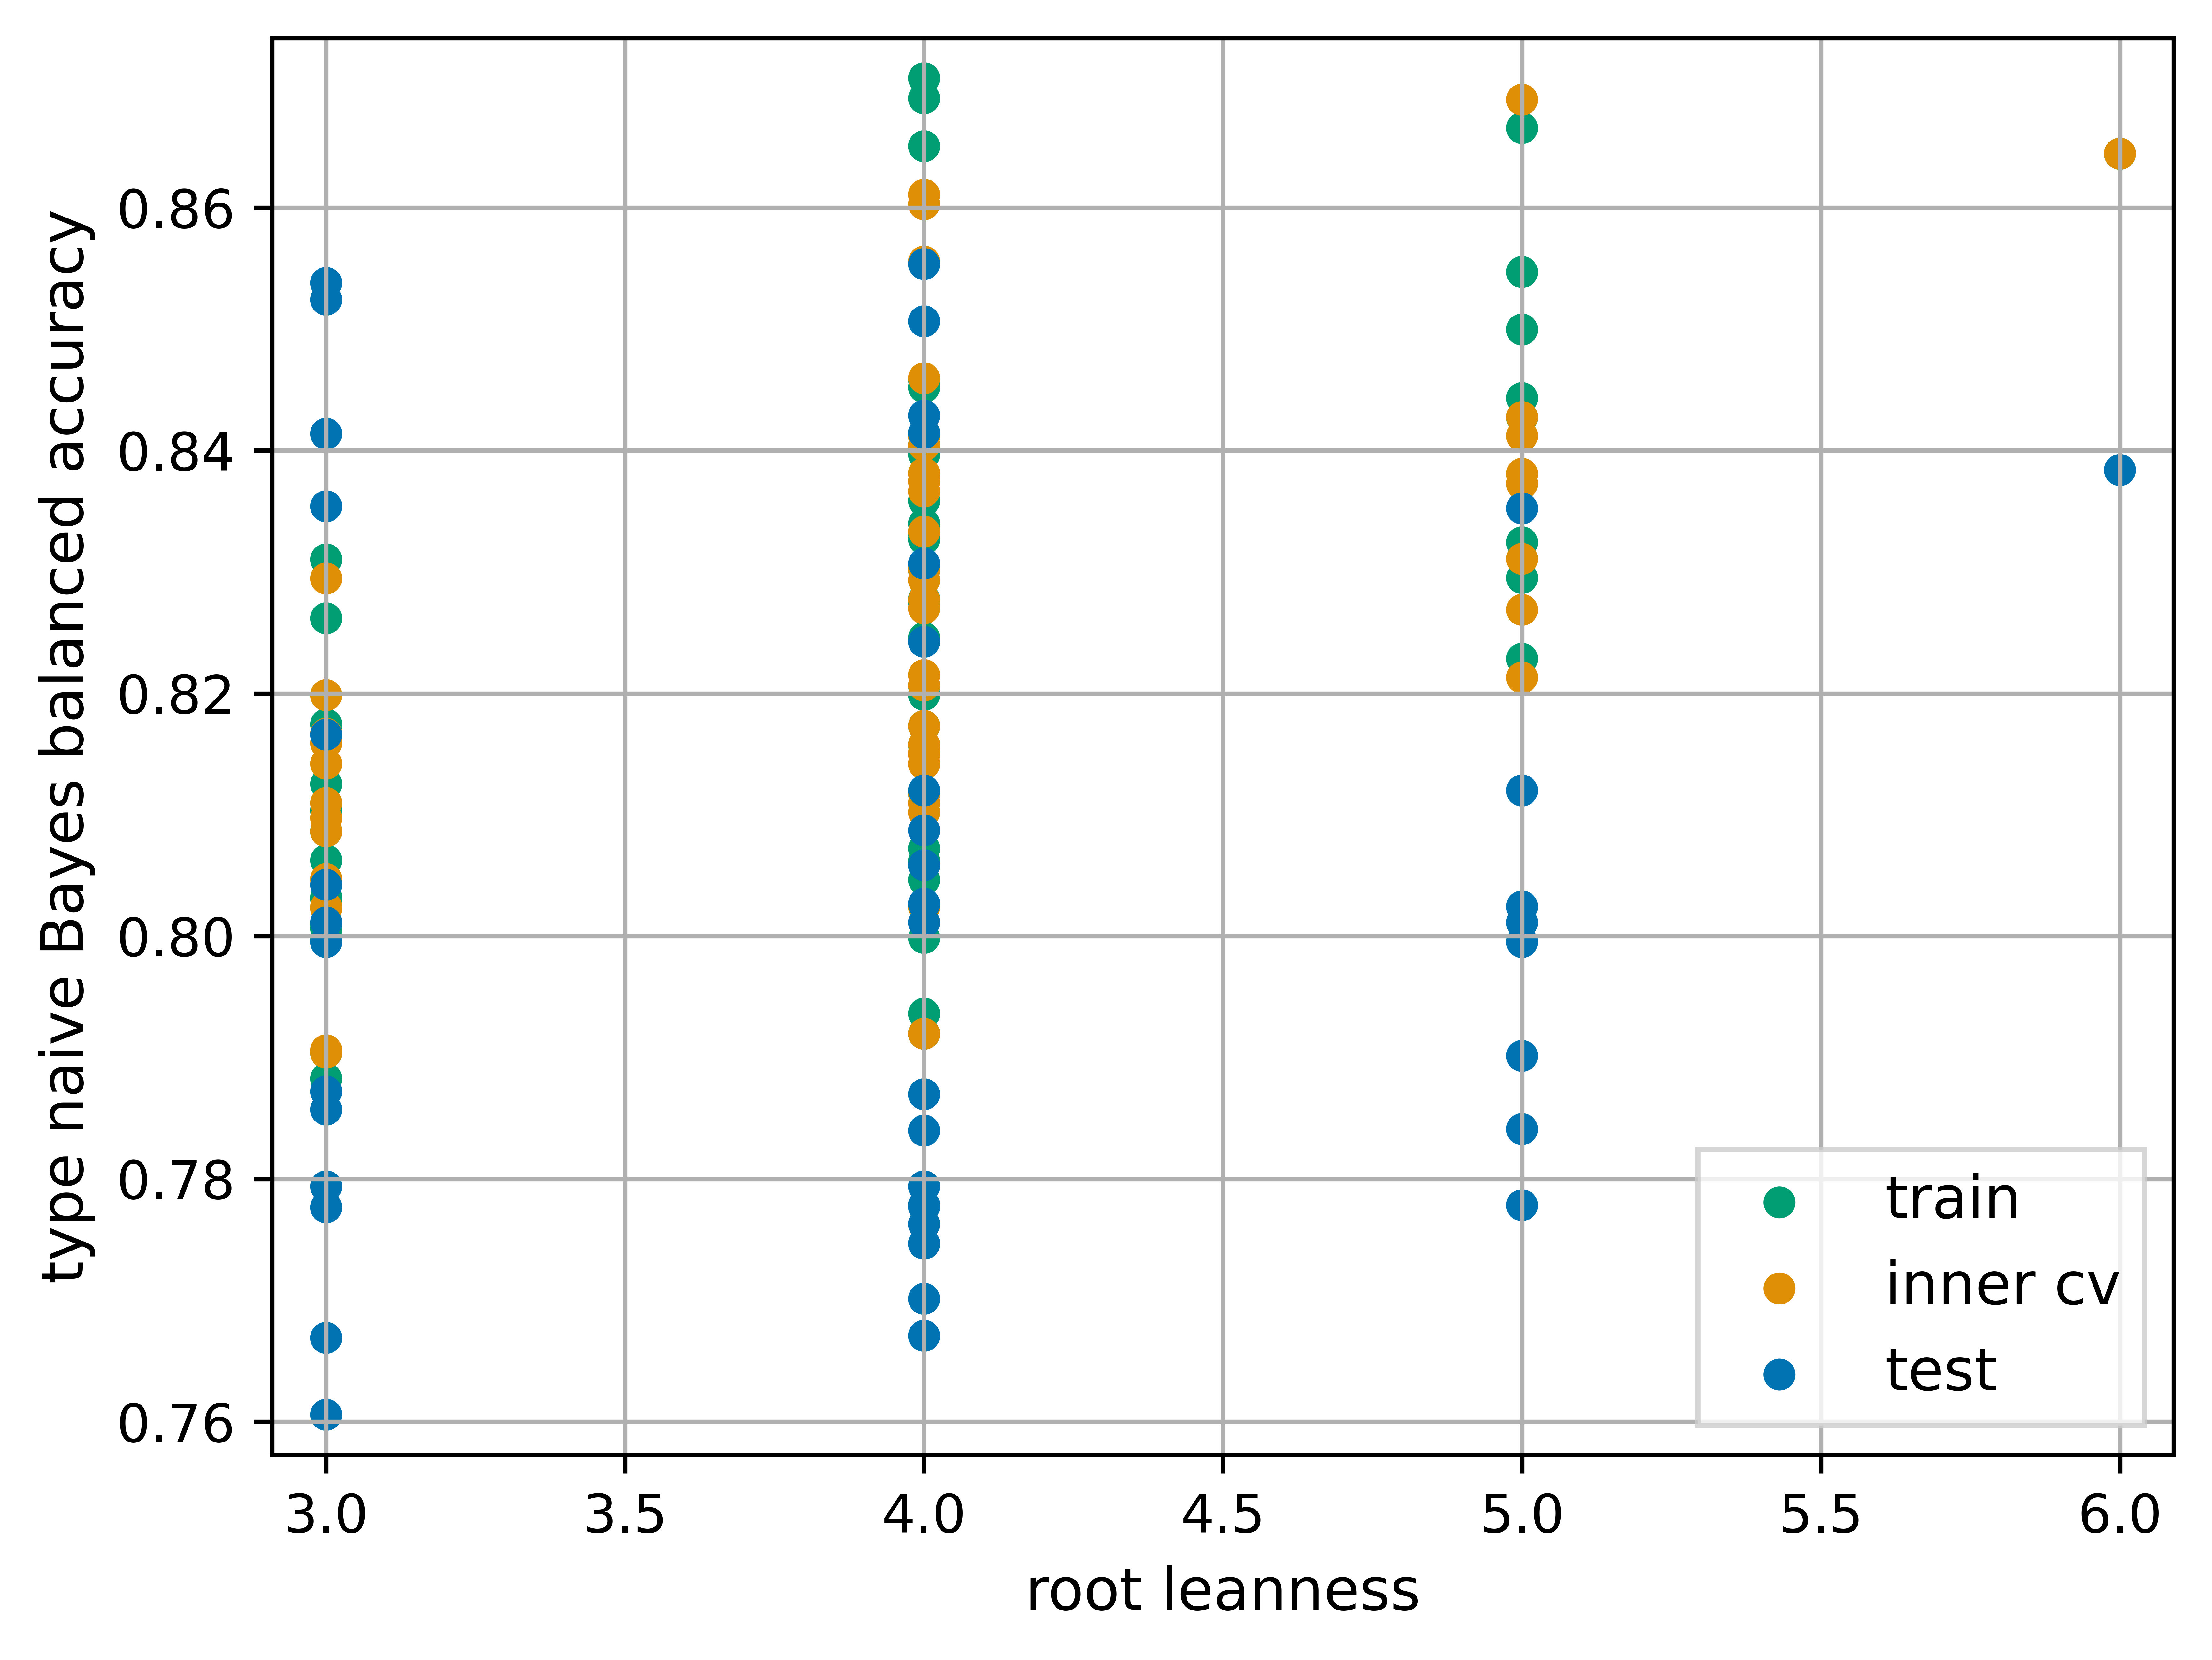 type naive Bayes balanced accuracy
0.86
0.84
0.82
0.80
0.78
0.76
train
inner cv
test
3.0 3.5 4.0 4.5 5.0 5.5 6.0
root leanness